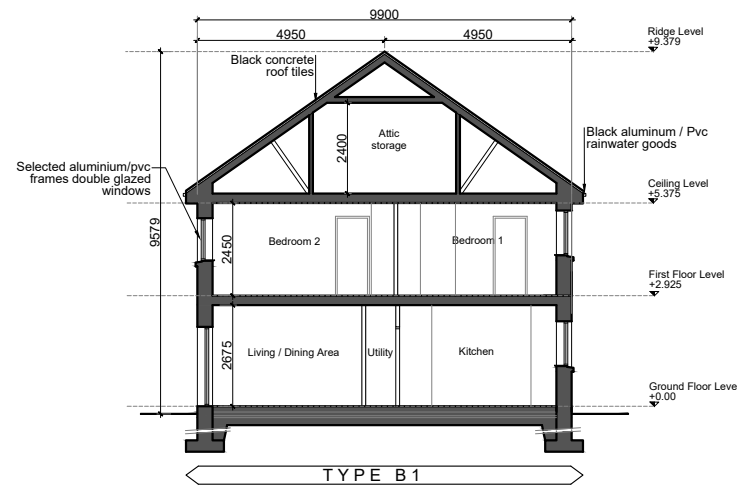 9900
4950
4950
Ridge Level
+9.379
Black concrete
roof tiles
Attic
storage
2400
Black aluminum / Pvc
rainwater goods
Selected aluminium/pvc
frames double glazed
windows
Ceiling Level
+5.375
9579
2450
Bedroom 2
Bedroom 1
First Floor Level
+2.925
2675
Living / Dining Area
Utility
Kitchen
Ground Floor Leve
+0.00
TYPE B1